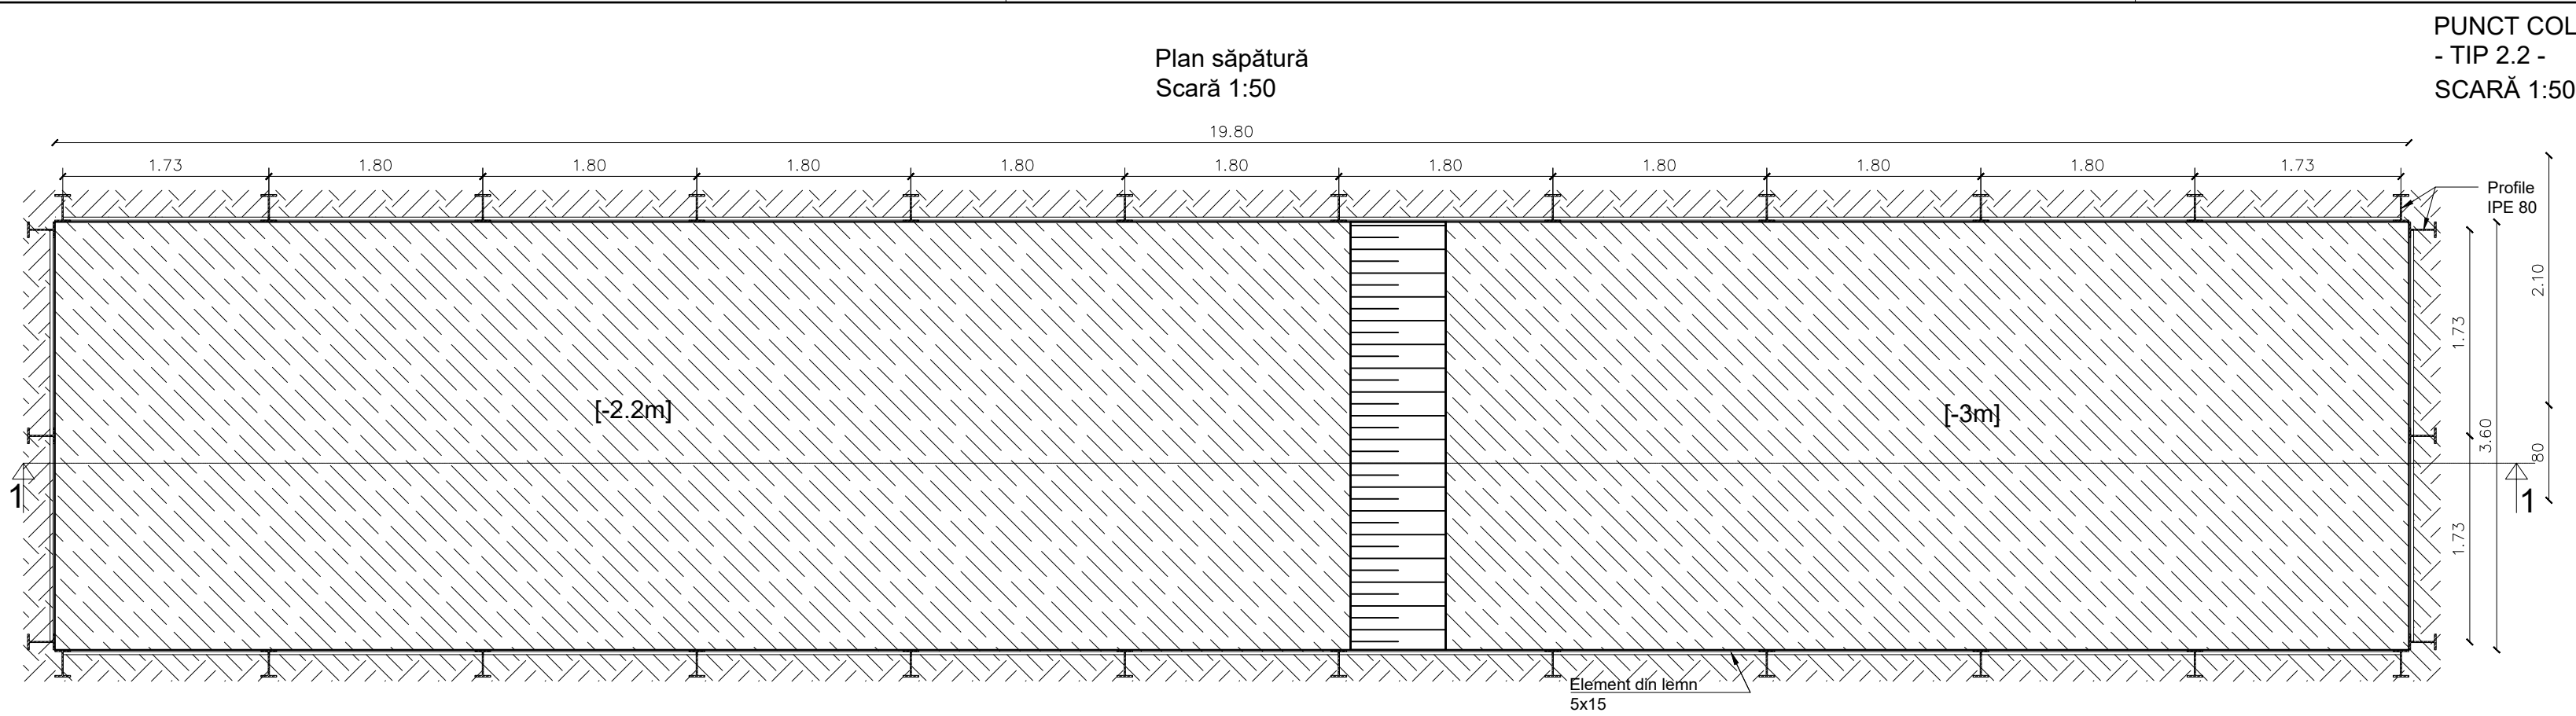 PUNCT COL
- TIP 2.2 -
SCARĂ 1:50
Plan săpătură
Scară 1:50
19.80
1.73 1.80 1.80 1.80 1.80 1.80 1.80 1.80 1.80 1.80 1.73
Profile
IPE 80
2.10
1.73
3.60
80
1.73
[-2.2m]
[-3m]
1
1
Element din lemn
5x15